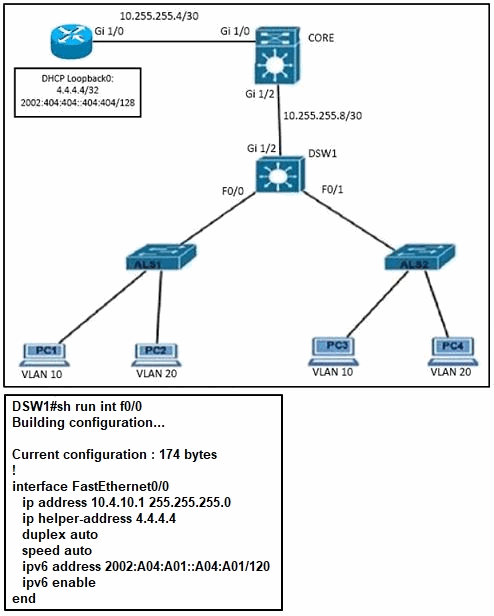 10.255.255.4/30
Gi 1/0
Gi 1/0
CORE
DHCP Loopback0:
4.4.4.4/32
2002:404:404::404:404/128
Gi 1/2
10.255.255.8/30
Gi 1/2
DSW1
F0/0
F0/1
ALS1
ALS2
PC1
PC2
PC3
PC4
VLAN 10
VLAN 20
VLAN 10
VLAN 20
DSW1#sh run int f0/0
Building configuration...
Current configuration : 174 bytes
!
interface FastEthernet0/0
ip address 10.4.10.1 255.255.255.0
ip helper-address 4.4.4.4
duplex auto
speed auto
ipv6 address 2002:A04:A01::A04:A01/120
ipv6 enable
end